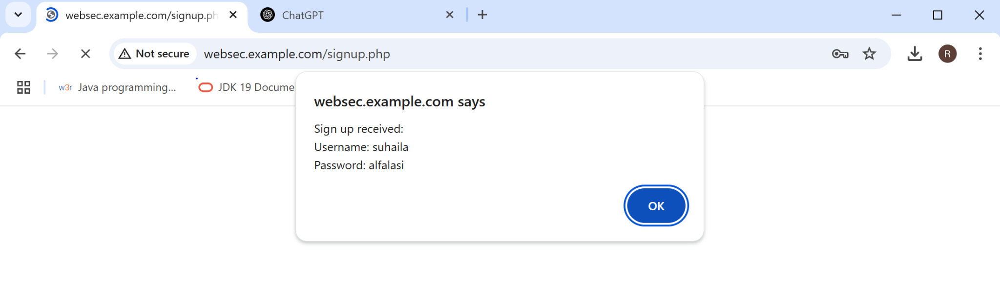 websec.example.com/signup.ph
ChatGPT
Not secure
websec.example.com/signup.php
R
w3r Java programming...
JDK 19 Docume
websec.example.com says
Sign up received:
Username: suhaila
Password: alfalasi
OK